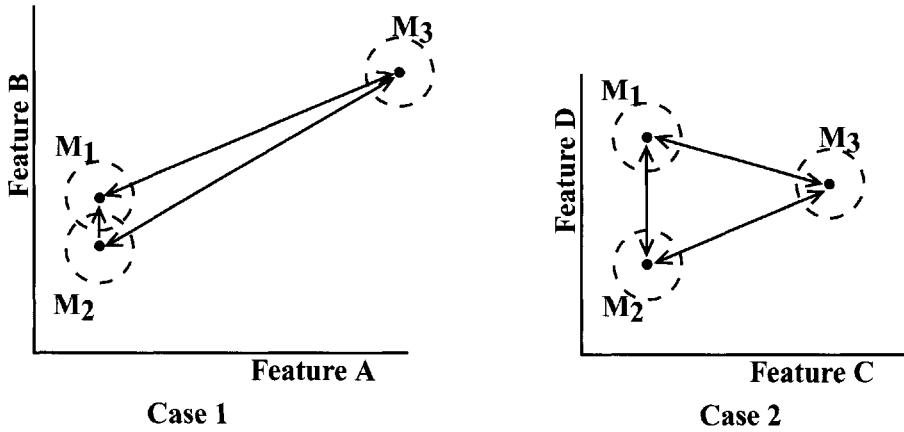 M3
Feature B
M1
M2
Feature A
Case 1
M1
Feature D
M3
M2
Feature C
Case 2